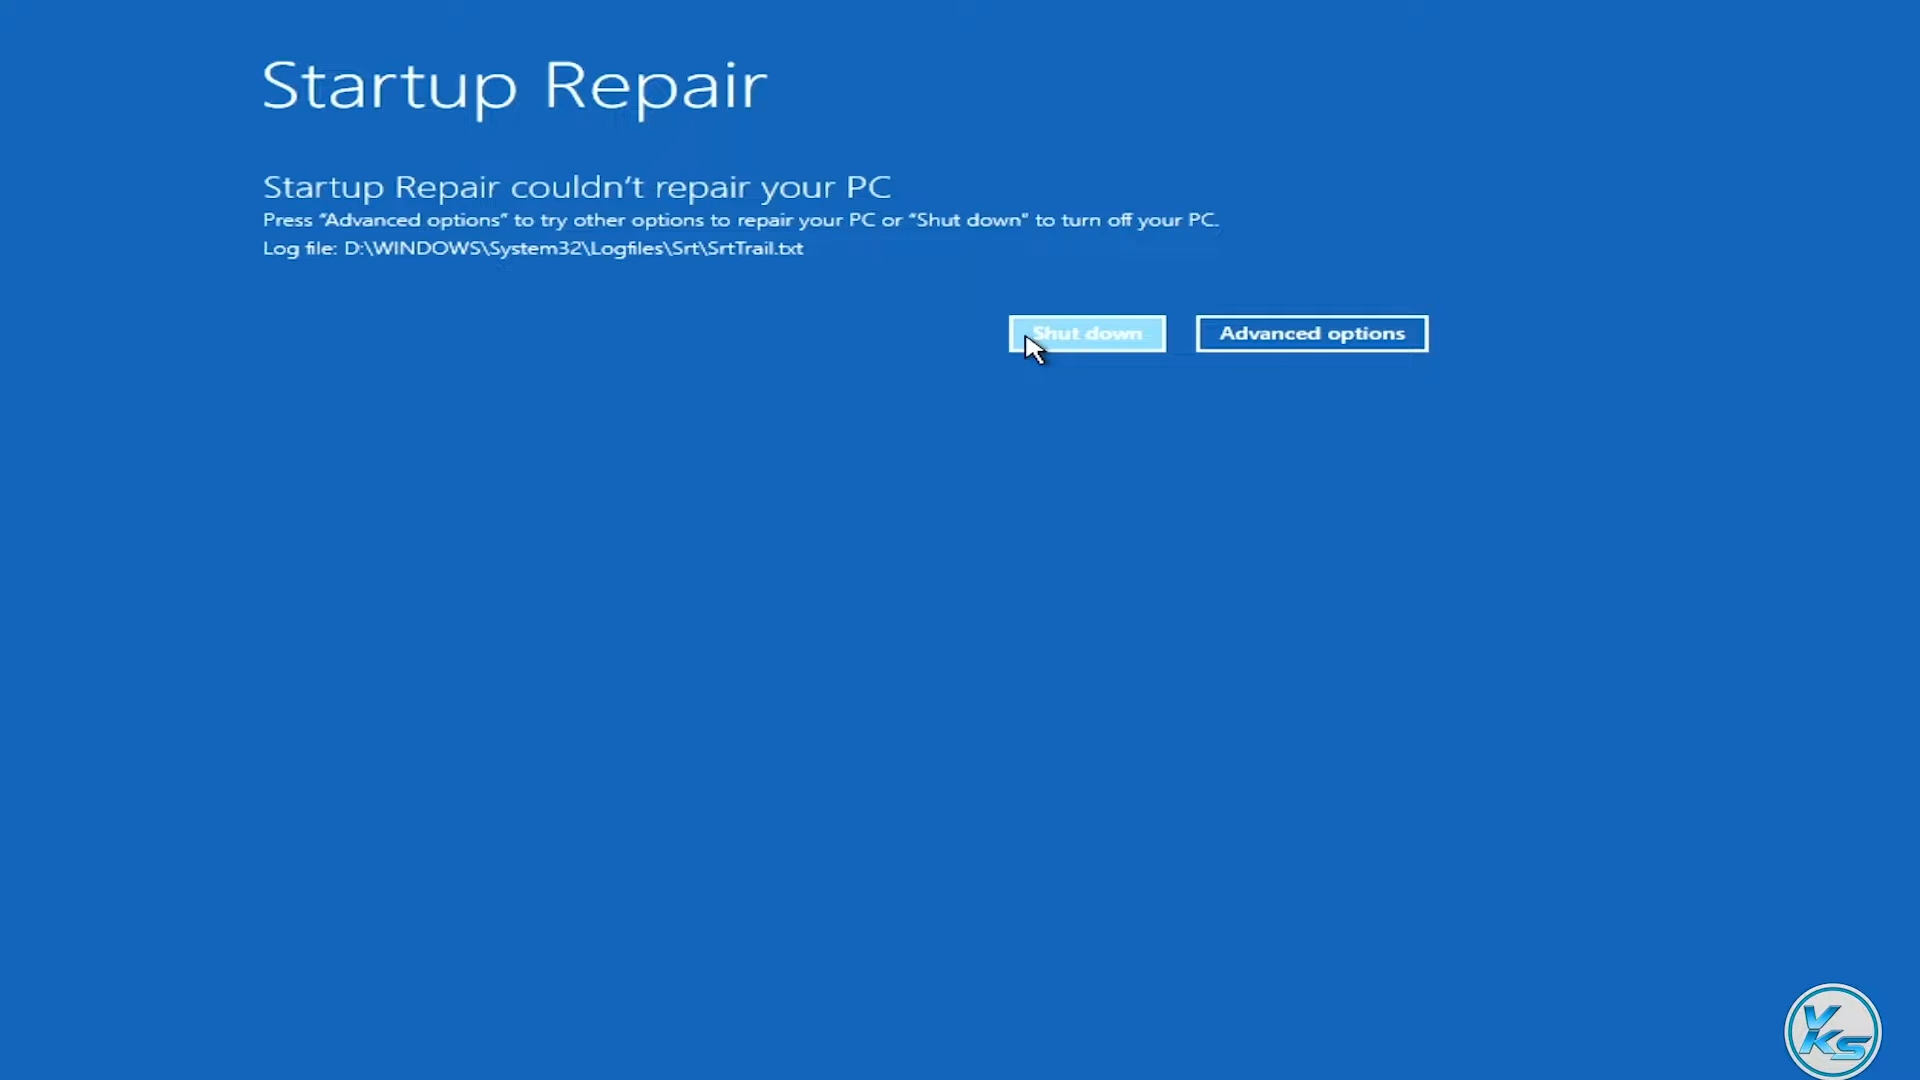 Startup Repair
Startup Repair couldn't repair your PC
Press "Advanced options" to try other options to repair your PC or "Shut down" to turn off your PC.
Log file: D:\WINDOWS\System32\Logfiles\Srt\SrtTrail.txt
Shut down
Advanced options
VKS